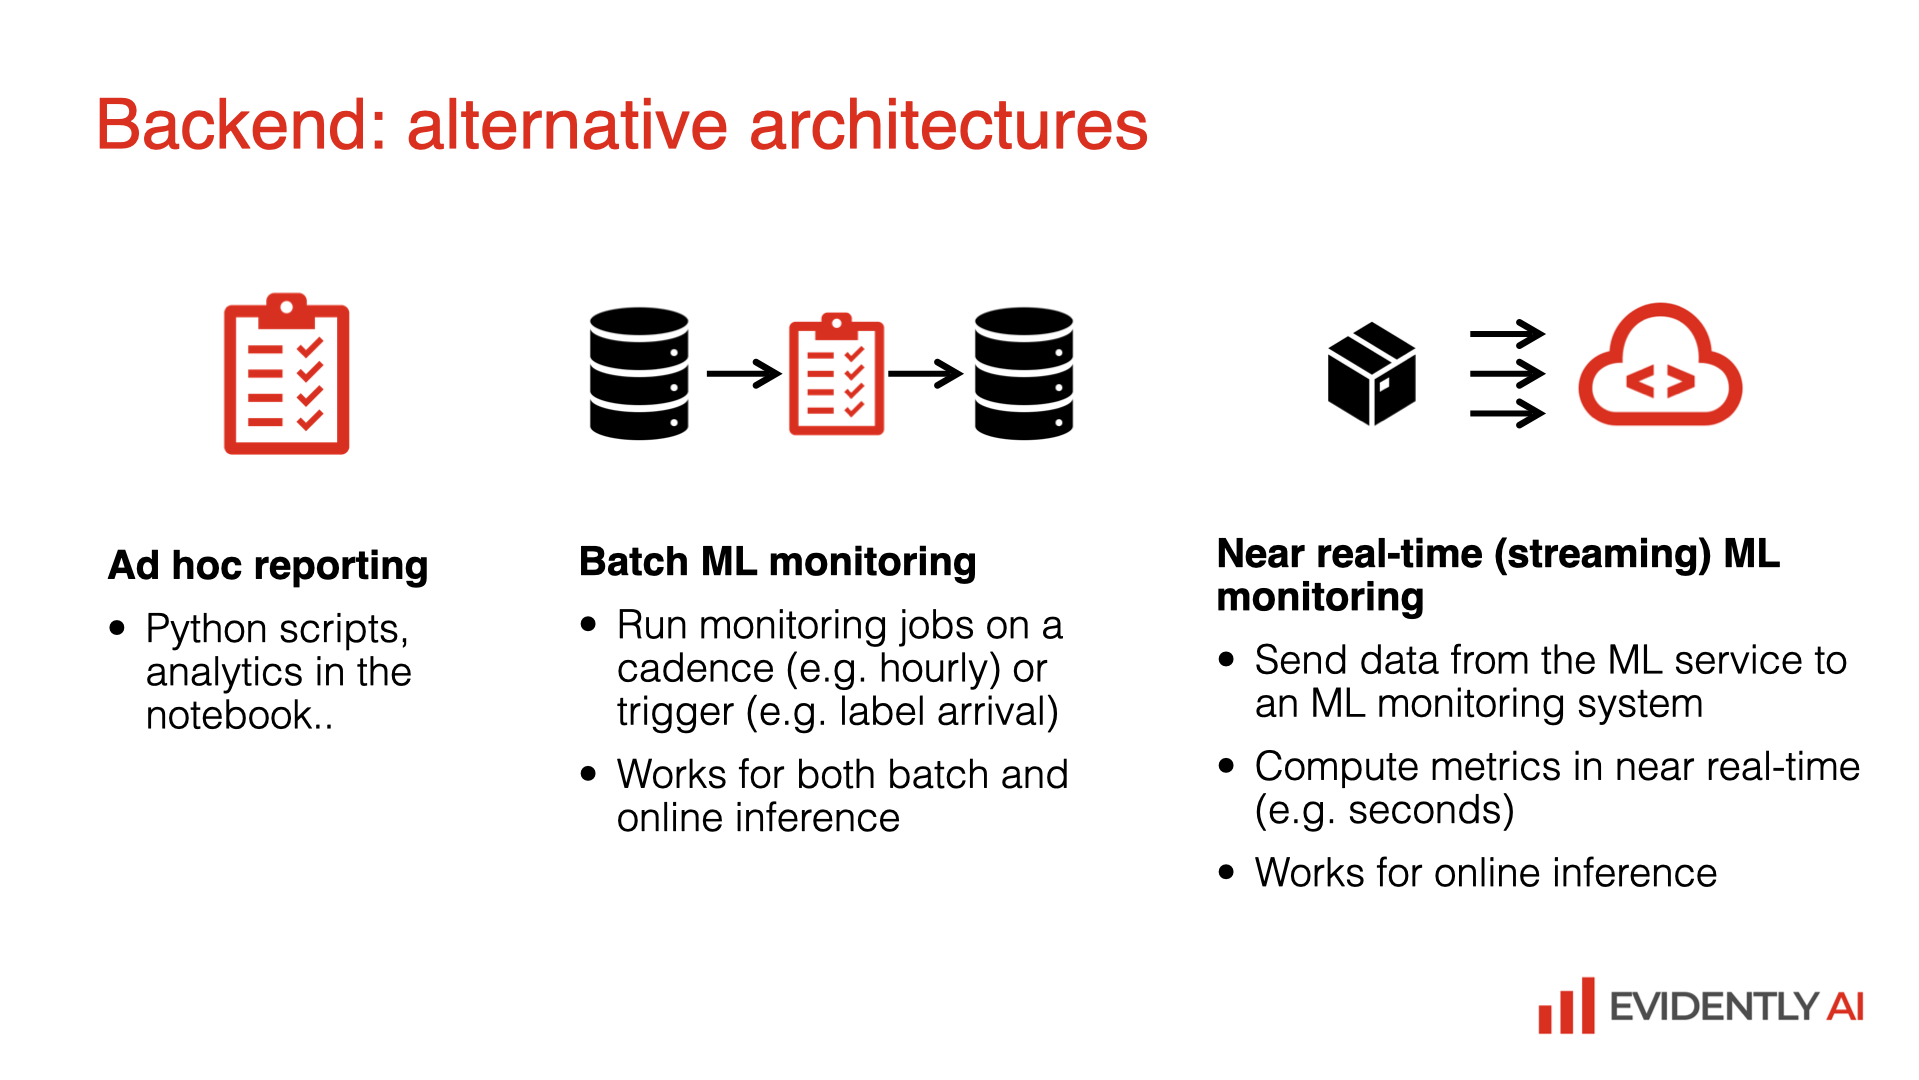 Backend: alternative architectures
< >
Ad hoc reporting
• Python scripts,
analytics in the
notebook..
Batch ML monitoring
• Run monitoring jobs on a
cadence (e.g. hourly) or
trigger (e.g. label arrival)
• Works for both batch and
online inference
Near real-time (streaming) ML
monitoring
• Send data from the ML service to
an ML monitoring system
• Compute metrics in near real-time
(e.g. seconds)
• Works for online inference
EVIDENTLY AI